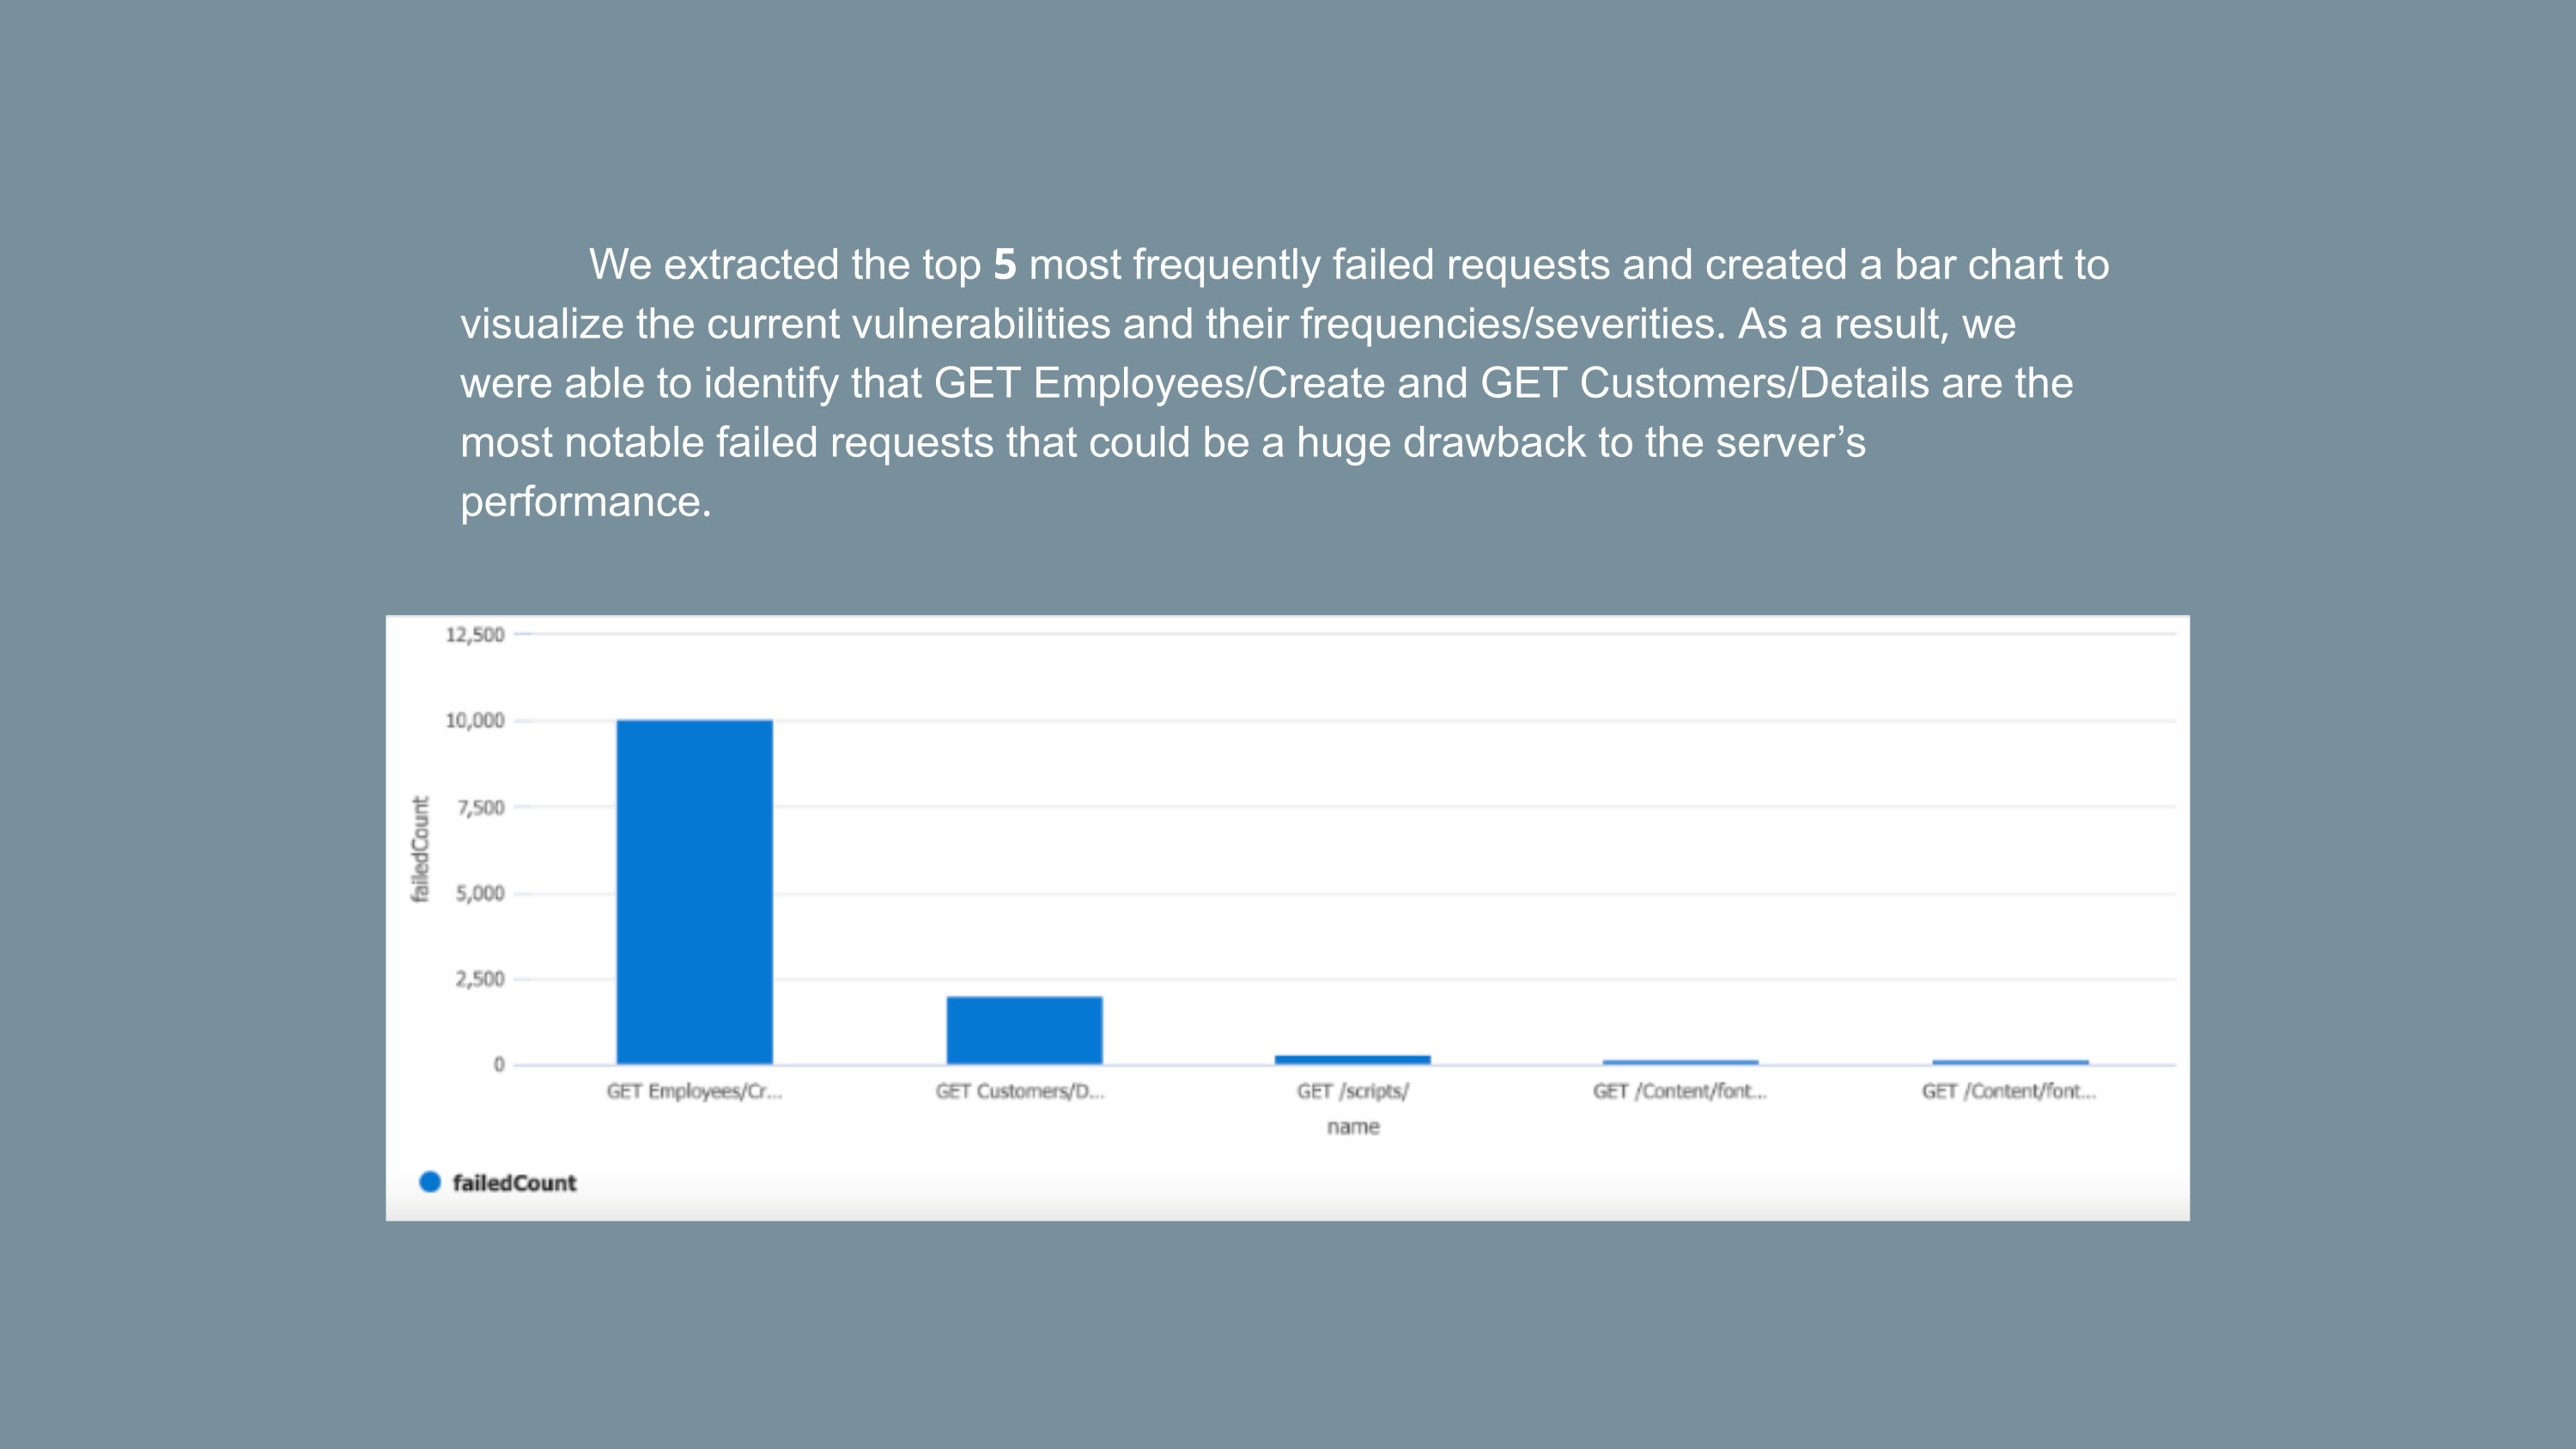 We extracted the top 5 most frequently failed requests and created a bar chart to
visualize the current vulnerabilities and their frequencies/severities. As a result, we
were able to identify that GET Employees/Create and GET Customers/Details are the
most notable failed requests that could be a huge drawback to the server’s
performance.
12,500
10,000
7,500
5,000
2,500
0
failedCount
GET Employees/Cr...
GET Customers/D...
GET /scripts/
GET /Content/font...
GET /Content/font...
name
failedCount